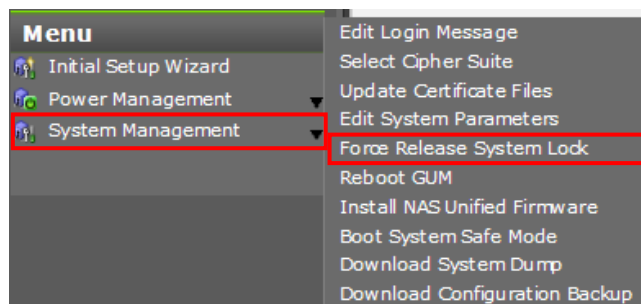 Menu
Initial Setup Wizard
Power Management
System Management
Edit Login Message
Select Cipher Suite
Update Certificate Files
Edit System Parameters
Force Release System Lock
Reboot GUM
Install NAS Unified Firmware
Boot System Safe Mode
Download System Dump
Download Configuration Backup